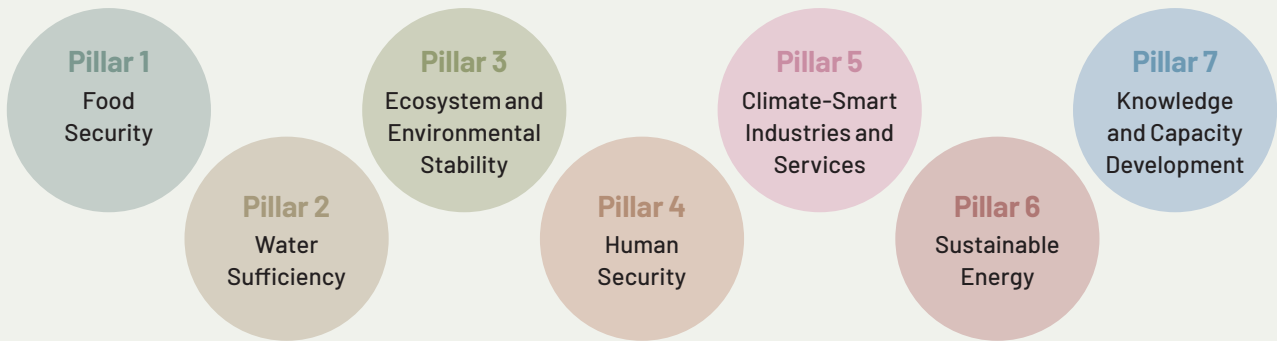 Pillar 1
Food
Security
Pillar 2
Water
Sufficiency
Pillar 3
Ecosystem and
Environmental
Stability
Pillar 4
Human
Security
Pillar 5
Climate-Smart
Industries and
Services
Pillar 6
Sustainable
Energy
Pillar 7
Knowledge
and Capacity
Development